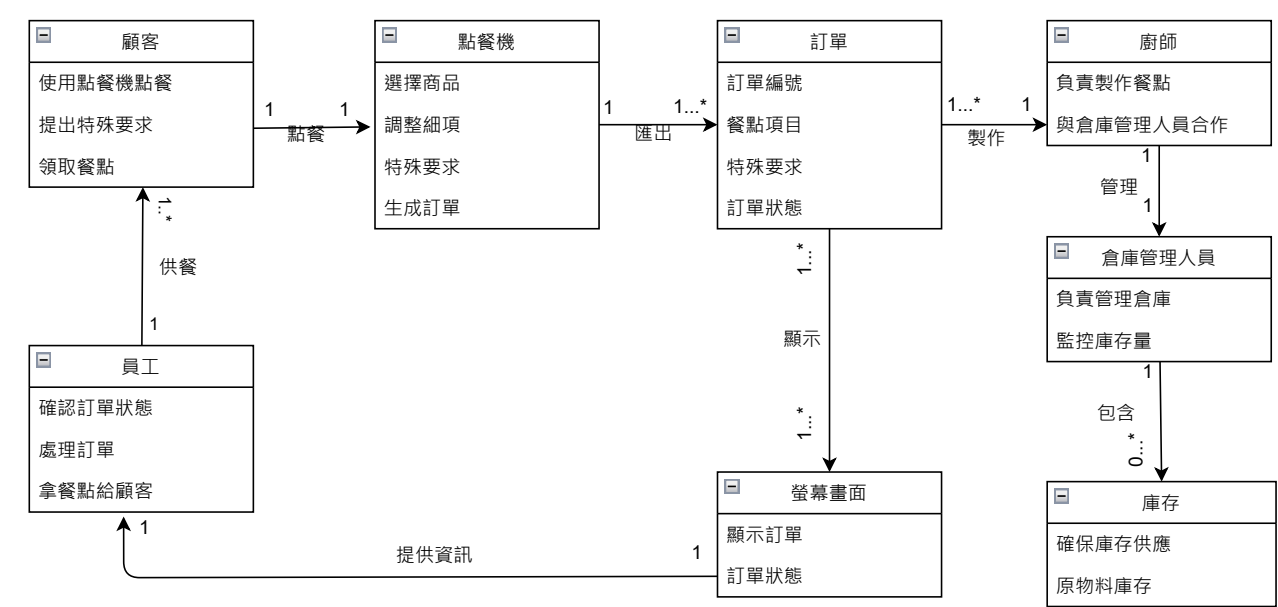 顧客
使用點餐機點餐
提出特殊要求
領取餐點
1
1
點餐
點餐機
選擇商品
調整細項
特殊要求
生成訂單
1
1...*
匯出
訂單
訂單編號
餐點項目
特殊要求
訂單狀態
1...*
1
製作
廚師
負責製作餐點
與倉庫管理人員合作
1
管理
1
倉庫管理人員
負責管理倉庫
監控庫存量
1
包含
0...*
庫存
確保庫存供應
原物料庫存
1...*
顯示
1...*
螢幕畫面
顯示訂單
訂單狀態
1
提供資訊
1
員工
確認訂單狀態
處理訂單
拿餐點給顧客
1
供餐
1...*